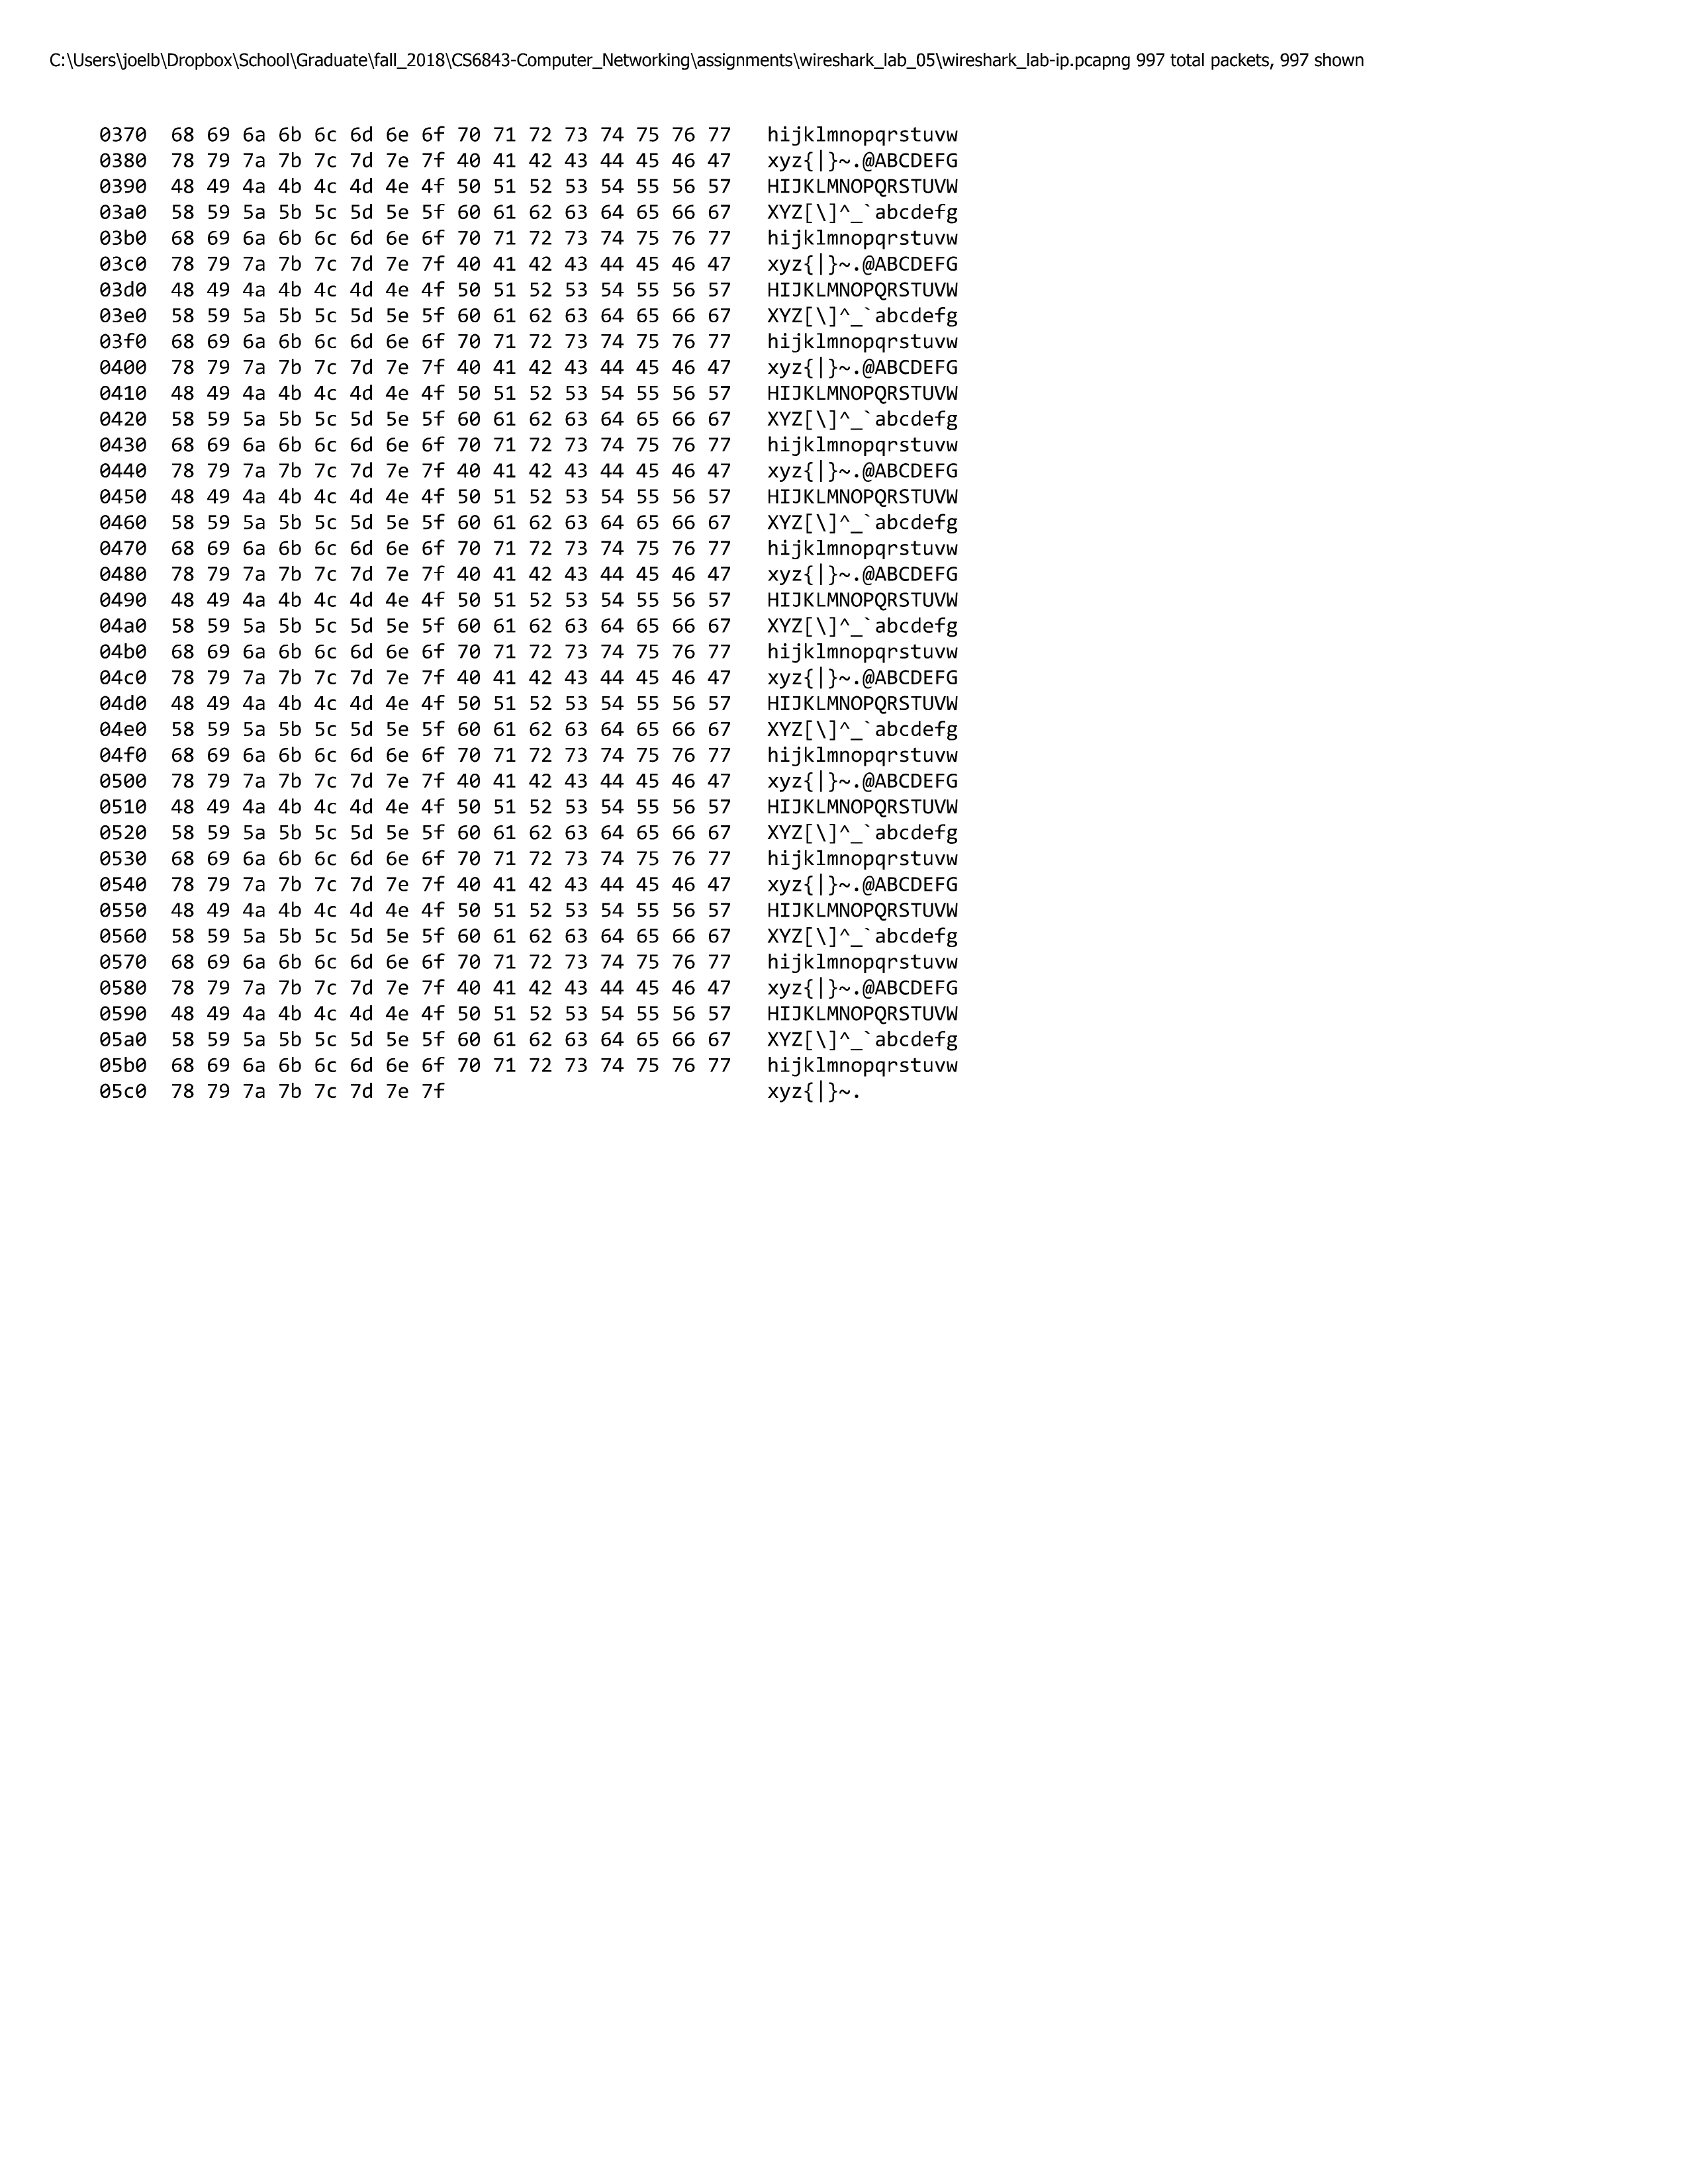 C:\Users\joelb\Dropbox\School\Graduate\fall_2018\CS6843-Computer_Networking\assignments\wireshark_lab_05\wireshark_lab-ip.pcapng 997 total packets, 997 shown
0370 68 69 6a 6b 6c 6d 6e 6f 70 71 72 73 74 75 76 77 hijklmnopqrstuvw
0380 78 79 7a 7b 7c 7d 7e 7f 40 41 42 43 44 45 46 47 xyz{|}~.@ABCDEFG
0390 48 49 4a 4b 4c 4d 4e 4f 50 51 52 53 54 55 56 57 HIJKLMNOPQRSTUVW
03a0 58 59 5a 5b 5c 5d 5e 5f 60 61 62 63 64 65 66 67 XYZ[\]^_`abcdefg
03b0 68 69 6a 6b 6c 6d 6e 6f 70 71 72 73 74 75 76 77 hijklmnopqrstuvw
03c0 78 79 7a 7b 7c 7d 7e 7f 40 41 42 43 44 45 46 47 xyz{|}~.@ABCDEFG
03d0 48 49 4a 4b 4c 4d 4e 4f 50 51 52 53 54 55 56 57 HIJKLMNOPQRSTUVW
03e0 58 59 5a 5b 5c 5d 5e 5f 60 61 62 63 64 65 66 67 XYZ[\]^_`abcdefg
03f0 68 69 6a 6b 6c 6d 6e 6f 70 71 72 73 74 75 76 77 hijklmnopqrstuvw
0400 78 79 7a 7b 7c 7d 7e 7f 40 41 42 43 44 45 46 47 xyz{|}~.@ABCDEFG
0410 48 49 4a 4b 4c 4d 4e 4f 50 51 52 53 54 55 56 57 HIJKLMNOPQRSTUVW
0420 58 59 5a 5b 5c 5d 5e 5f 60 61 62 63 64 65 66 67 XYZ[\]^_`abcdefg
0430 68 69 6a 6b 6c 6d 6e 6f 70 71 72 73 74 75 76 77 hijklmnopqrstuvw
0440 78 79 7a 7b 7c 7d 7e 7f 40 41 42 43 44 45 46 47 xyz{|}~.@ABCDEFG
0450 48 49 4a 4b 4c 4d 4e 4f 50 51 52 53 54 55 56 57 HIJKLMNOPQRSTUVW
0460 58 59 5a 5b 5c 5d 5e 5f 60 61 62 63 64 65 66 67 XYZ[\]^_`abcdefg
0470 68 69 6a 6b 6c 6d 6e 6f 70 71 72 73 74 75 76 77 hijklmnopqrstuvw
0480 78 79 7a 7b 7c 7d 7e 7f 40 41 42 43 44 45 46 47 xyz{|}~.@ABCDEFG
0490 48 49 4a 4b 4c 4d 4e 4f 50 51 52 53 54 55 56 57 HIJKLMNOPQRSTUVW
04a0 58 59 5a 5b 5c 5d 5e 5f 60 61 62 63 64 65 66 67 XYZ[\]^_`abcdefg
04b0 68 69 6a 6b 6c 6d 6e 6f 70 71 72 73 74 75 76 77 hijklmnopqrstuvw
04c0 78 79 7a 7b 7c 7d 7e 7f 40 41 42 43 44 45 46 47 xyz{|}~.@ABCDEFG
04d0 48 49 4a 4b 4c 4d 4e 4f 50 51 52 53 54 55 56 57 HIJKLMNOPQRSTUVW
04e0 58 59 5a 5b 5c 5d 5e 5f 60 61 62 63 64 65 66 67 XYZ[\]^_`abcdefg
04f0 68 69 6a 6b 6c 6d 6e 6f 70 71 72 73 74 75 76 77 hijklmnopqrstuvw
0500 78 79 7a 7b 7c 7d 7e 7f 40 41 42 43 44 45 46 47 xyz{|}~.@ABCDEFG
0510 48 49 4a 4b 4c 4d 4e 4f 50 51 52 53 54 55 56 57 HIJKLMNOPQRSTUVW
0520 58 59 5a 5b 5c 5d 5e 5f 60 61 62 63 64 65 66 67 XYZ[\]^_`abcdefg
0530 68 69 6a 6b 6c 6d 6e 6f 70 71 72 73 74 75 76 77 hijklmnopqrstuvw
0540 78 79 7a 7b 7c 7d 7e 7f 40 41 42 43 44 45 46 47 xyz{|}~.@ABCDEFG
0550 48 49 4a 4b 4c 4d 4e 4f 50 51 52 53 54 55 56 57 HIJKLMNOPQRSTUVW
0560 58 59 5a 5b 5c 5d 5e 5f 60 61 62 63 64 65 66 67 XYZ[\]^_`abcdefg
0570 68 69 6a 6b 6c 6d 6e 6f 70 71 72 73 74 75 76 77 hijklmnopqrstuvw
0580 78 79 7a 7b 7c 7d 7e 7f 40 41 42 43 44 45 46 47 xyz{|}~.@ABCDEFG
0590 48 49 4a 4b 4c 4d 4e 4f 50 51 52 53 54 55 56 57 HIJKLMNOPQRSTUVW
05a0 58 59 5a 5b 5c 5d 5e 5f 60 61 62 63 64 65 66 67 XYZ[\]^_`abcdefg
05b0 68 69 6a 6b 6c 6d 6e 6f 70 71 72 73 74 75 76 77 hijklmnopqrstuvw
05c0 78 79 7a 7b 7c 7d 7e 7f xyz{|}~.